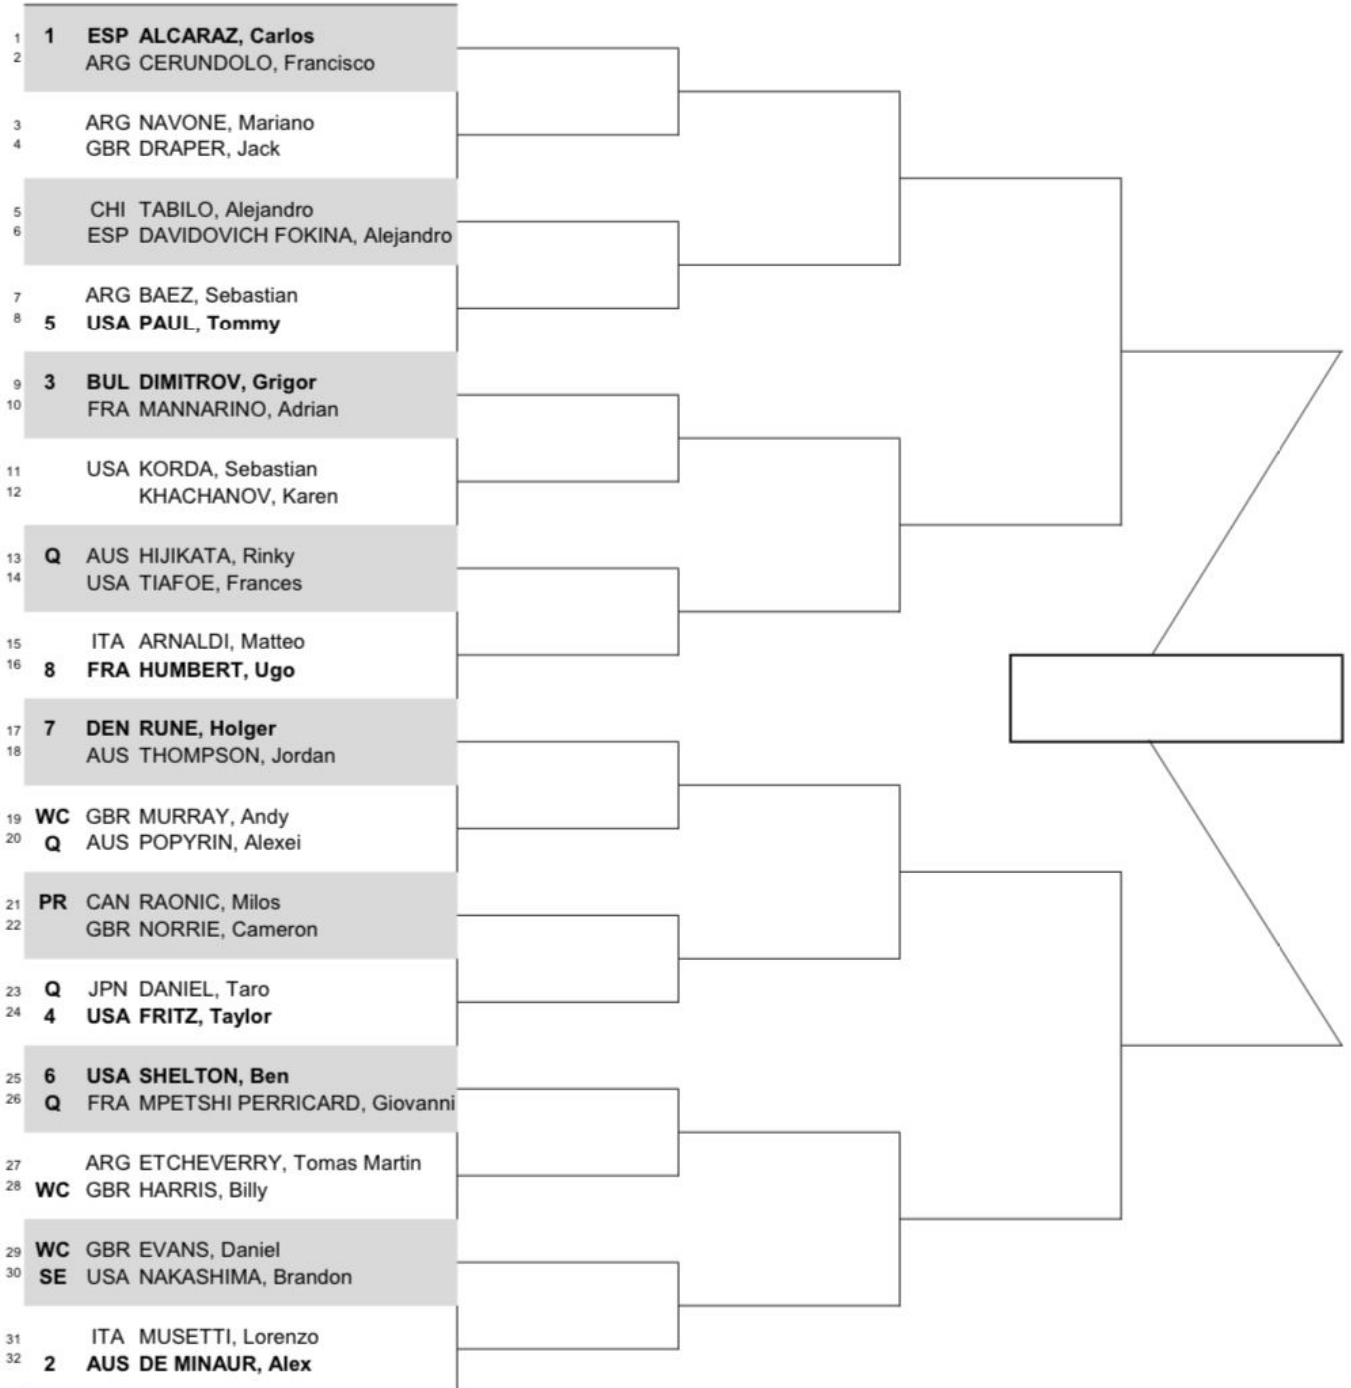 1 1 ESP ALCARAZ, Carlos
2 ARG CERUNDOLO, Francisco
3 ARG NAVONE, Mariano
4 GBR DRAPER, Jack
5 CHI TABILO, Alejandro
6 ESP DAVIDOVICH FOKINA, Alejandro
7 ARG BAEZ, Sebastian
8 5 USA PAUL, Tommy
9 3 BUL DIMITROV, Grigor
10 FRA MANNARINO, Adrian
11 USA KORDA, Sebastian
12 KHACHANOV, Karen
13 Q AUS HIJIKATA, Rinky
14 USA TIAFOE, Frances
15 ITA ARNALDI, Matteo
16 8 FRA HUMBERT, Ugo
17 7 DEN RUNE, Holger
18 AUS THOMPSON, Jordan
19 WC GBR MURRAY, Andy
20 Q AUS POPYRIN, Alexei
21 PR CAN RAONIC, Milos
22 GBR NORRIE, Cameron
23 Q JPN DANIEL, Taro
24 4 USA FRITZ, Taylor
25 6 USA SHELTON, Ben
26 Q FRA MPETSHI PERRICARD, Giovanni
27 ARG ETCHEVERRY, Tomas Martin
28 WC GBR HARRIS, Billy
29 WC GBR EVANS, Daniel
30 SE USA NAKASHIMA, Brandon
31 ITA MUSETTI, Lorenzo
32 2 AUS DE MINAUR, Alex